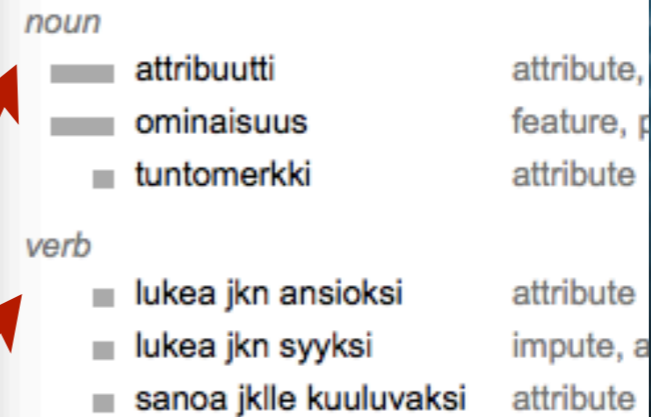 noun
attribuutti attribute,
ominaisuus feature,
tuntomerkki attribute
verb
lukea jkn ansioksi attribute
lukea jkn syyksi impute,
sanoa jklle kuuluvaksi attribute